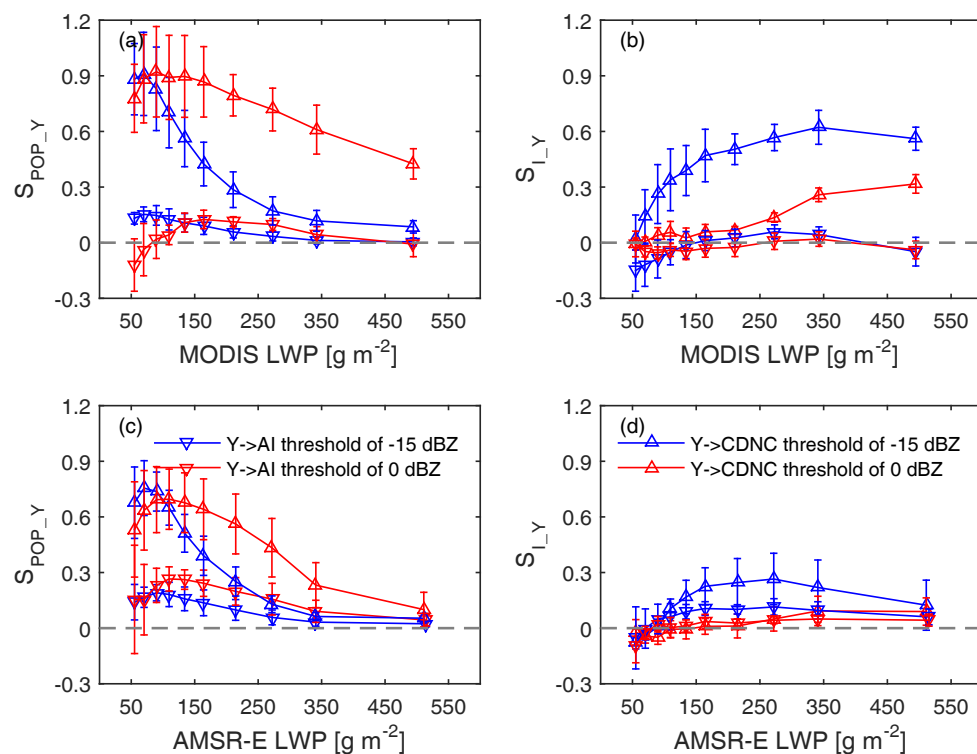 (a)
S_POP_Y
1.2
0.9
0.6
0.3
0
-0.3
50 150 250 350 450 550
MODIS LWP [g m⁻²]
(b)
S_I_Y
1.2
0.9
0.6
0.3
0
-0.3
50 150 250 350 450 550
MODIS LWP [g m⁻²]
(c)
Y->AI threshold of -15 dBZ
Y->AI threshold of 0 dBZ
S_POP_Y
1.2
0.9
0.6
0.3
0
-0.3
50 150 250 350 450 550
AMSR-E LWP [g m⁻²]
(d)
Y->CDNC threshold of -15 dBZ
Y->CDNC threshold of 0 dBZ
S_I_Y
1.2
0.9
0.6
0.3
0
-0.3
50 150 250 350 450 550
AMSR-E LWP [g m⁻²]